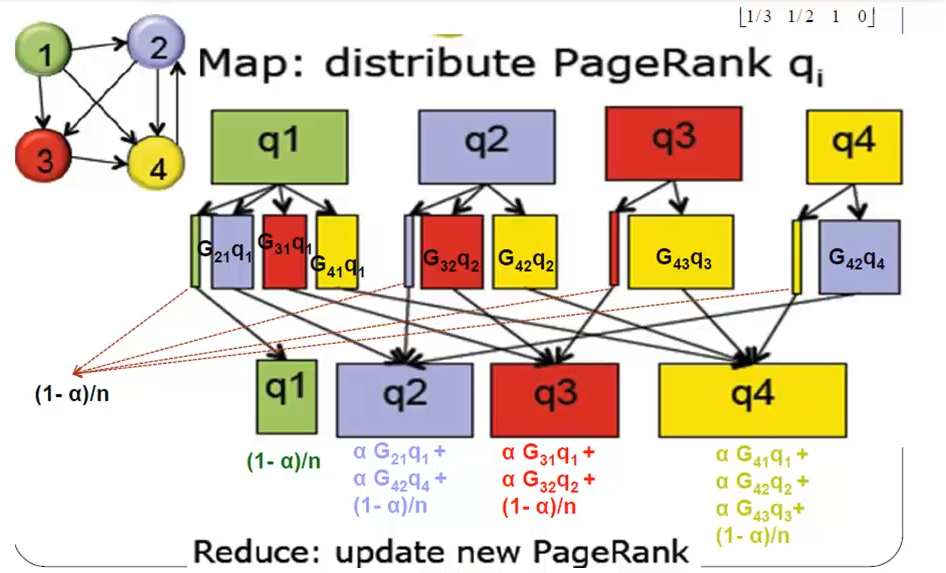 ⌊1/3 1/2 1 0⌋
1
2
3
4
Map: distribute PageRank qᵢ
q1
q2
q3
q4
G₂₁q₁
G₃₁q₁
G₄₁q₁
G₃₂q₂
G₄₂q₂
G₄₃q₃
G₄₂q₄
(1- α)/n
q1
q2
q3
q4
(1- α)/n
α G₂₁q₁ +
α G₄₂q₄ +
(1- α)/n
α G₃₁q₁ +
α G₃₂q₂ +
(1- α)/n
α G₄₁q₁ +
α G₄₂q₂ +
α G₄₃q₃+
(1- α)/n
Reduce: update new PageRank